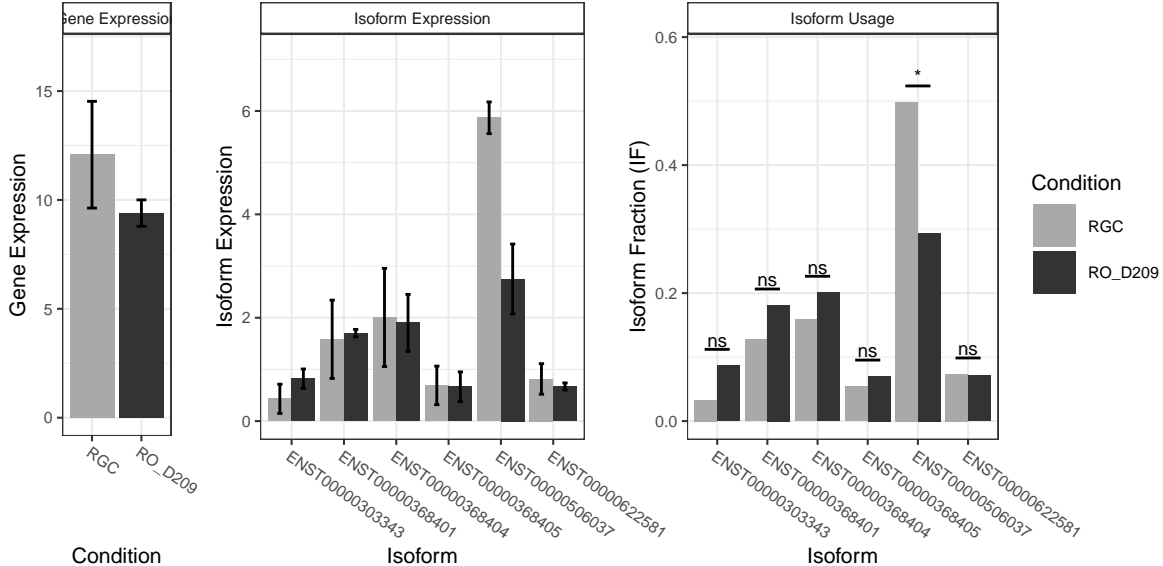 Gene Expression
Isoform Expression
Isoform Usage
Gene Expression
15
10
5
0
RGC
RO_D209
Condition
Isoform Expression
6
4
2
0
ENST00000303343
ENST00000368401
ENST00000368404
ENST00000368405
ENST00000506037
ENST00000622581
Isoform
Isoform Fraction (IF)
0.6
0.4
0.2
0.0
ns
ns
ns
ns
*
ns
ENST00000303343
ENST00000368401
ENST00000368404
ENST00000368405
ENST00000506037
ENST00000622581
Isoform
Condition
RGC
RO_D209